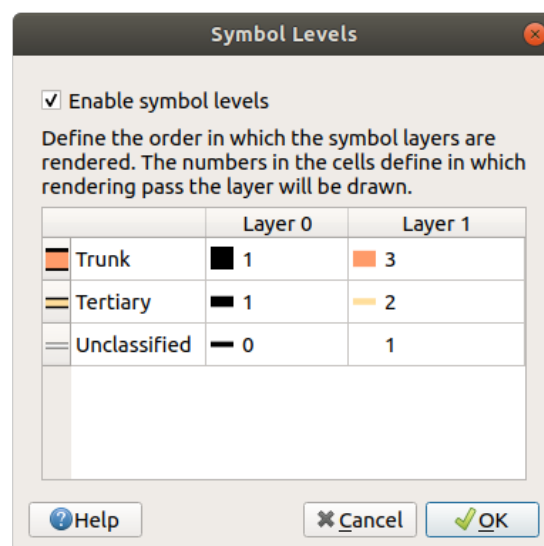 Symbol Levels
Enable symbol levels
Define the order in which the symbol layers are
rendered. The numbers in the cells define in which
rendering pass the layer will be drawn.
Layer 0 Layer 1
Trunk 1 3
Tertiary 1 2
Unclassified 0 1
Help Cancel OK